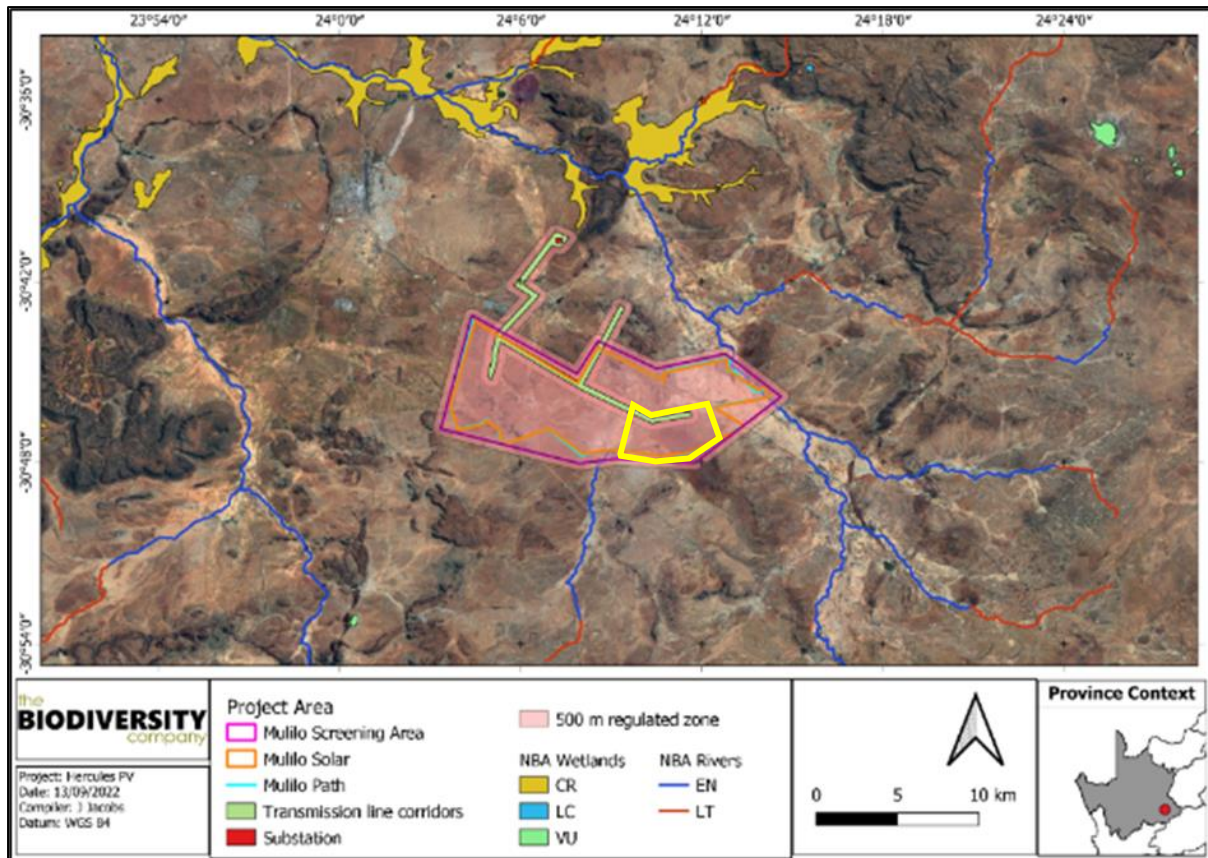 23°54'0" 24°0'0" 24°6'0" 24°12'0" 24°18'0" 24°24'0"
-30°36'0"
-30°42'0"
-30°48'0"
-30°54'0"
the
BIODIVERSITY
company
Project: Hercules PV
Date: 13/09/2022
Compiler: J Jacobs
Datum: WGS 84
Project Area
Mulilo Screening Area
Mulilo Solar
Mulilo Path
Transmission line corridors
Substation
500 m regulated zone
NBA Wetlands
CR
LC
VU
NBA Rivers
EN
LT
0 5 10 km
Province Context